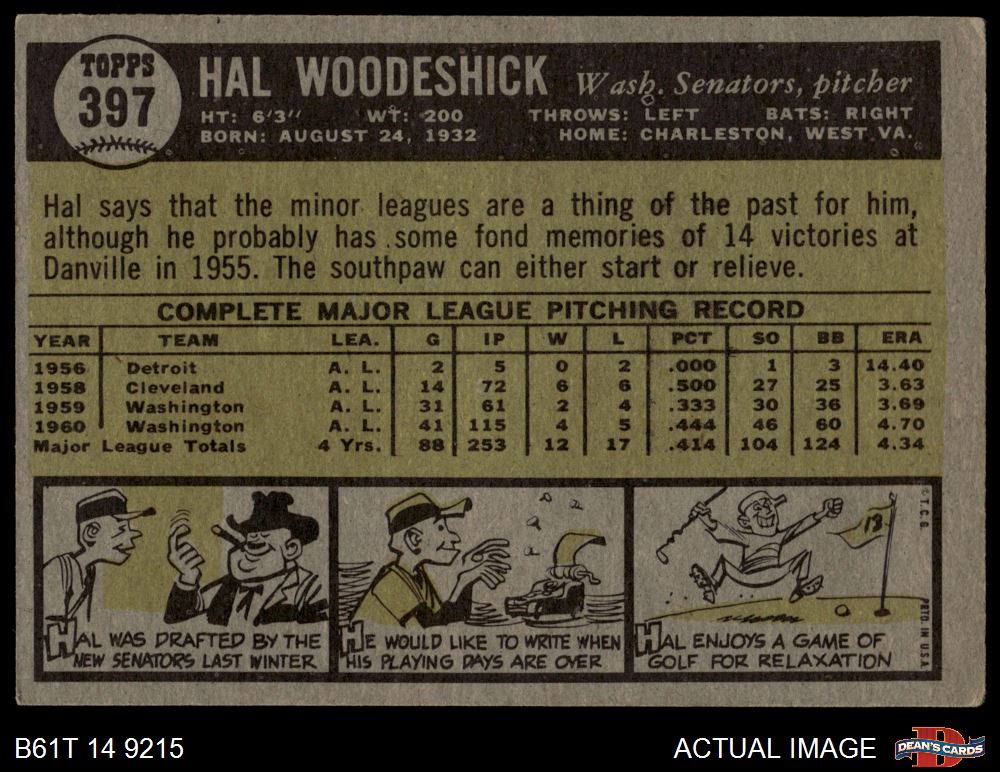 TOPPS
397
HAL WOODESHICK Wash. Senators, pitcher
HT: 6'3" WT: 200 THROWS: LEFT BATS: RIGHT
BORN: AUGUST 24, 1932 HOME: CHARLESTON, WEST VA.
Hal says that the minor leagues are a thing of the past for him,
although he probably has some fond memories of 14 victories at
Danville in 1955. The southpaw can either start or relieve.
COMPLETE MAJOR LEAGUE PITCHING RECORD
YEAR TEAM LEA. G IP W L PCT SO BB ERA
1956 Detroit A. L. 2 5 0 2 .000 1 3 14.40
1958 Cleveland A. L. 14 72 6 6 .500 27 25 3.63
1959 Washington A. L. 31 61 2 4 .333 30 36 3.69
1960 Washington A. L. 41 115 4 5 .444 46 60 4.70
Major League Totals 4 Yrs. 88 253 12 17 .414 104 124 4.34
HAL WAS DRAFTED BY THE
NEW SENATORS LAST WINTER
HE WOULD LIKE TO WRITE WHEN
HIS PLAYING DAYS ARE OVER
13
HAL ENJOYS A GAME OF
GOLF FOR RELAXATION
© T.C.G.
PRTD. IN U.S.A.
B61T 14 9215
ACTUAL IMAGE
D
DEAN'S CARDS